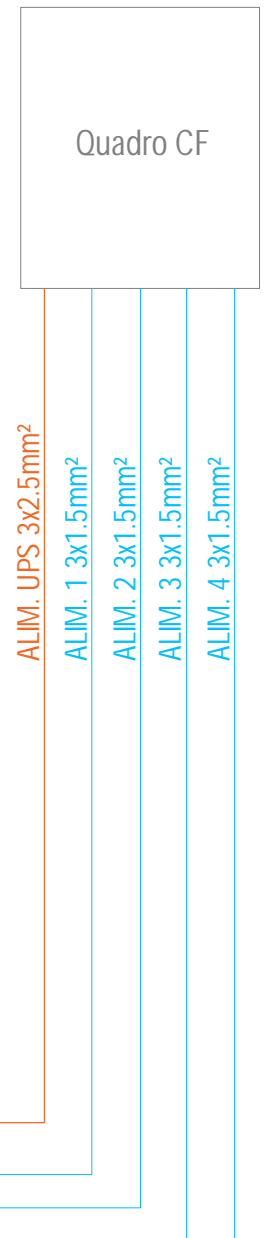 Quadro CF
ALIM. UPS 3x2.5mm²
ALIM. 1 3x1.5mm²
ALIM. 2 3x1.5mm²
ALIM. 3 3x1.5mm²
ALIM. 4 3x1.5mm²